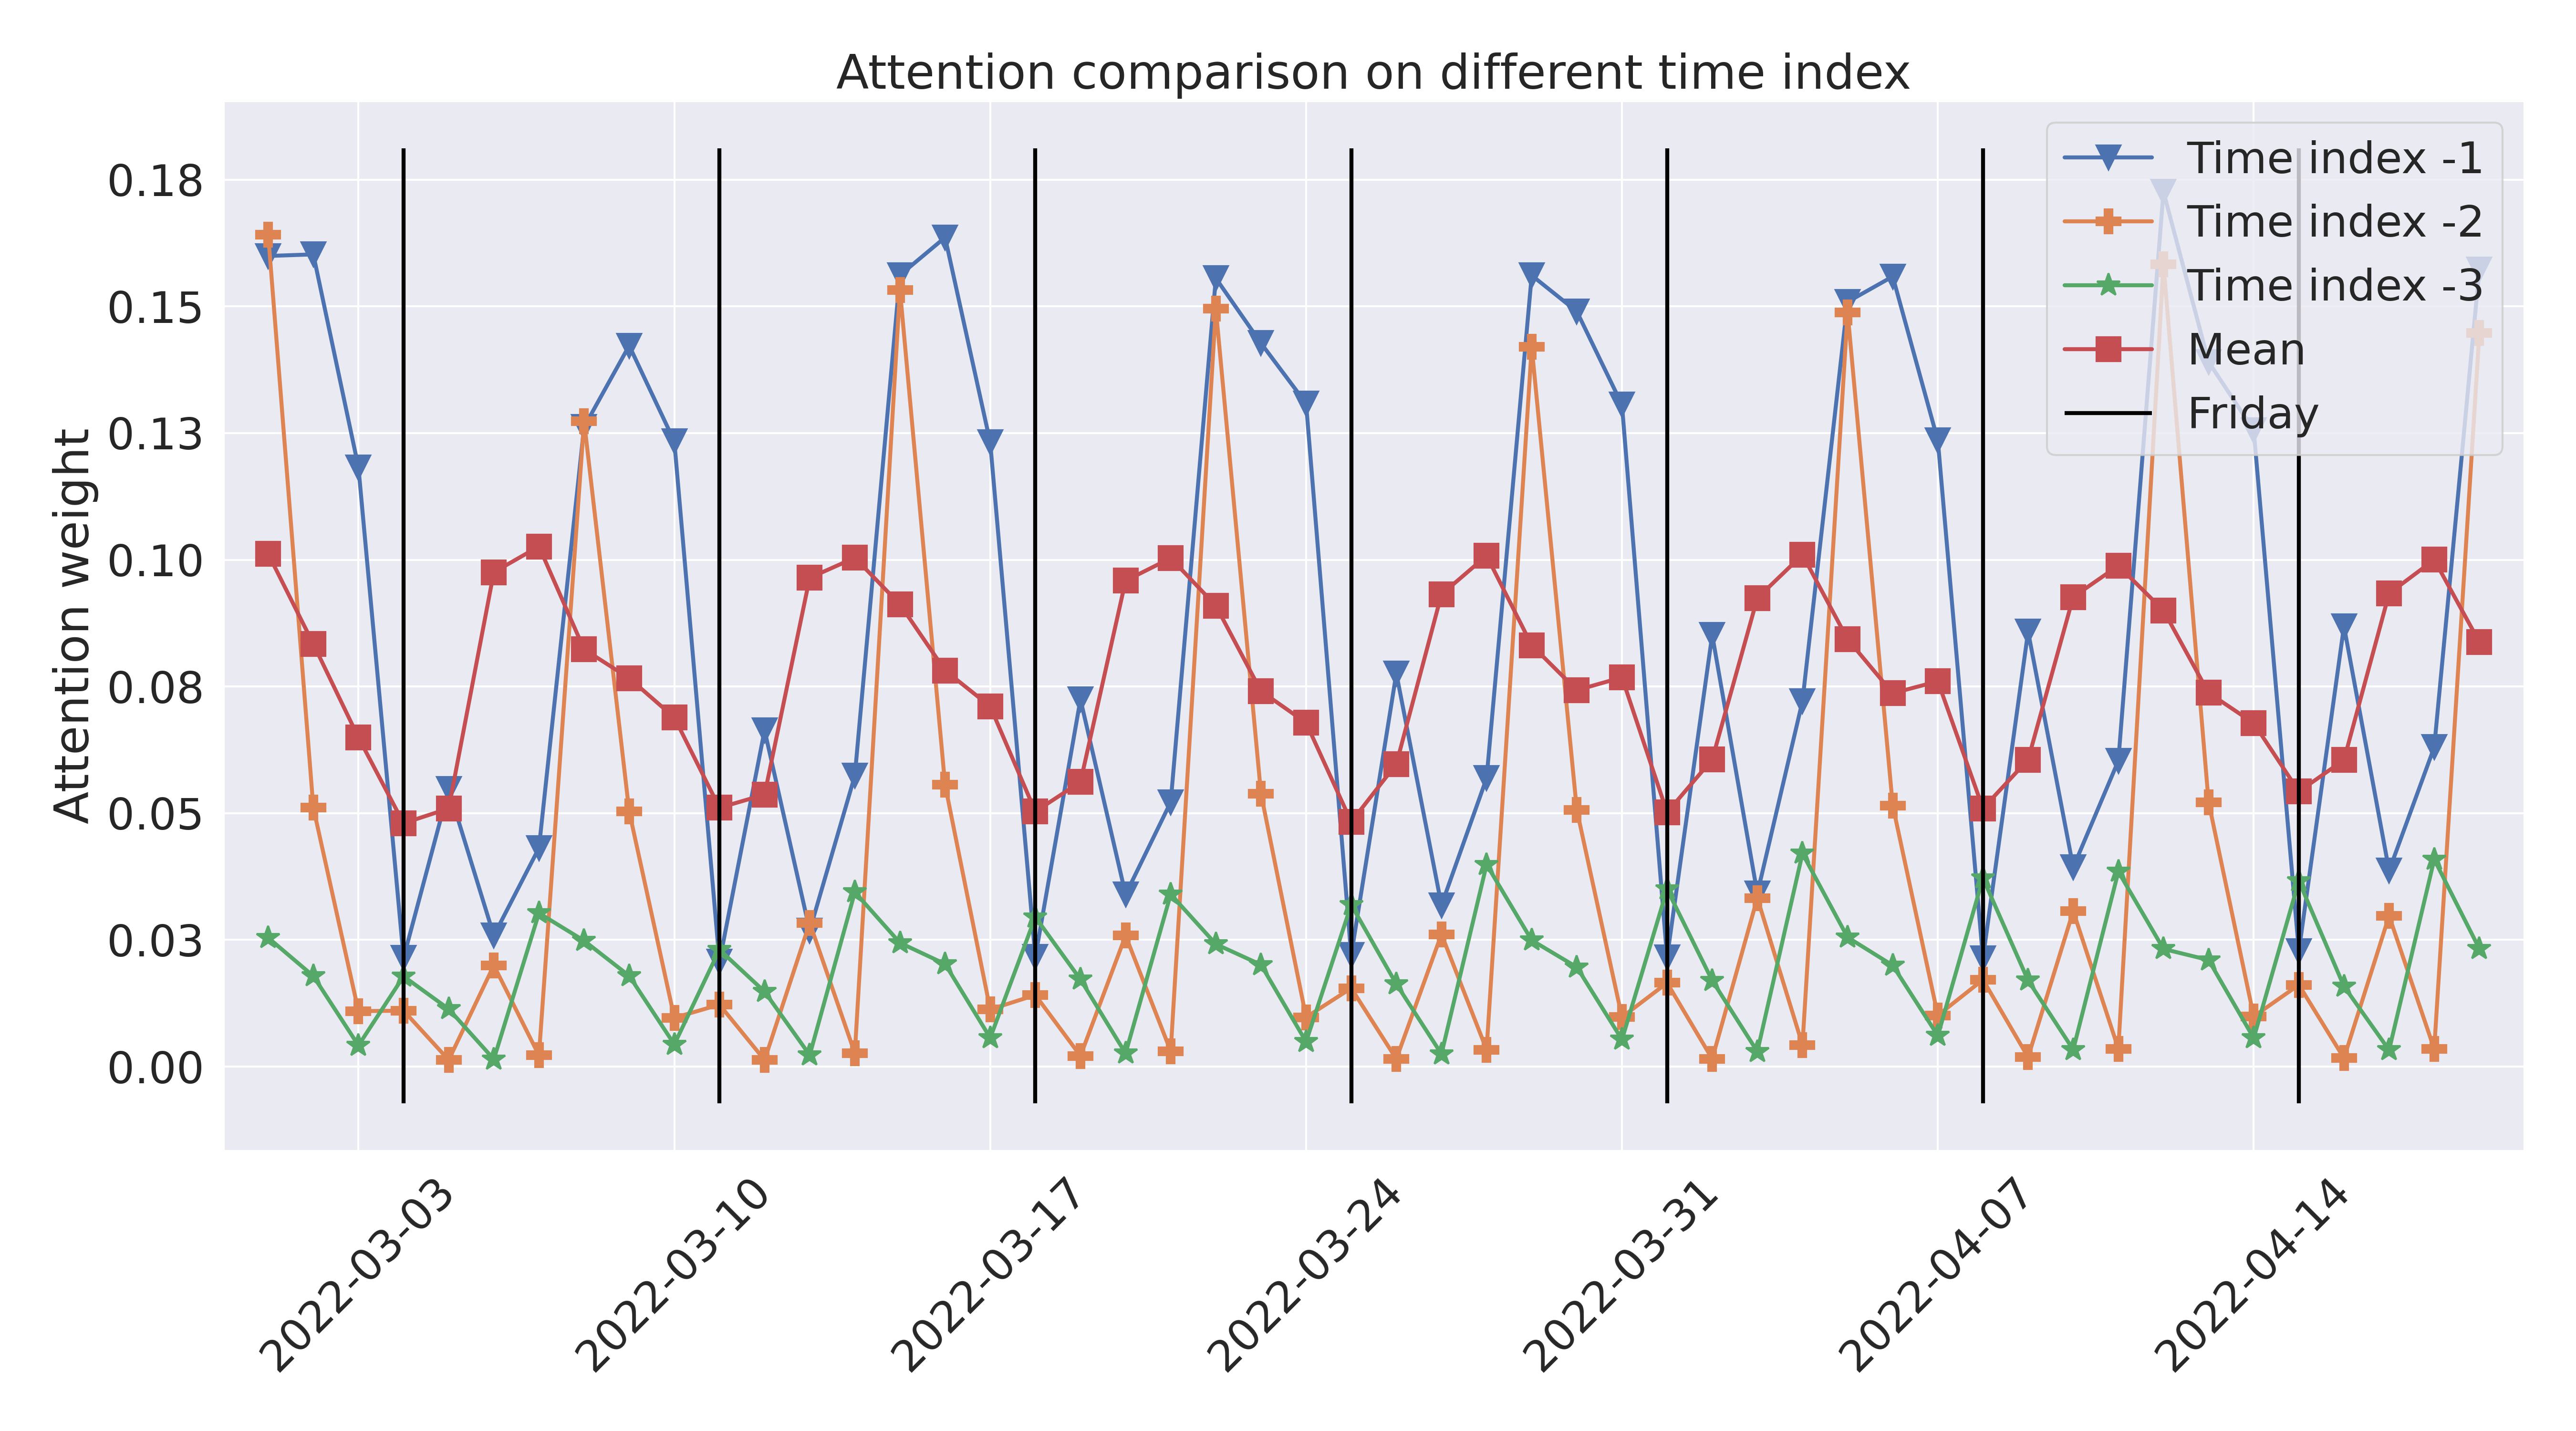 Attention comparison on different time index
Attention weight
0.18
0.15
0.13
0.10
0.08
0.05
0.03
0.00
Time index -1
Time index -2
Time index -3
Mean
Friday
2022-03-03
2022-03-10
2022-03-17
2022-03-24
2022-03-31
2022-04-07
2022-04-14